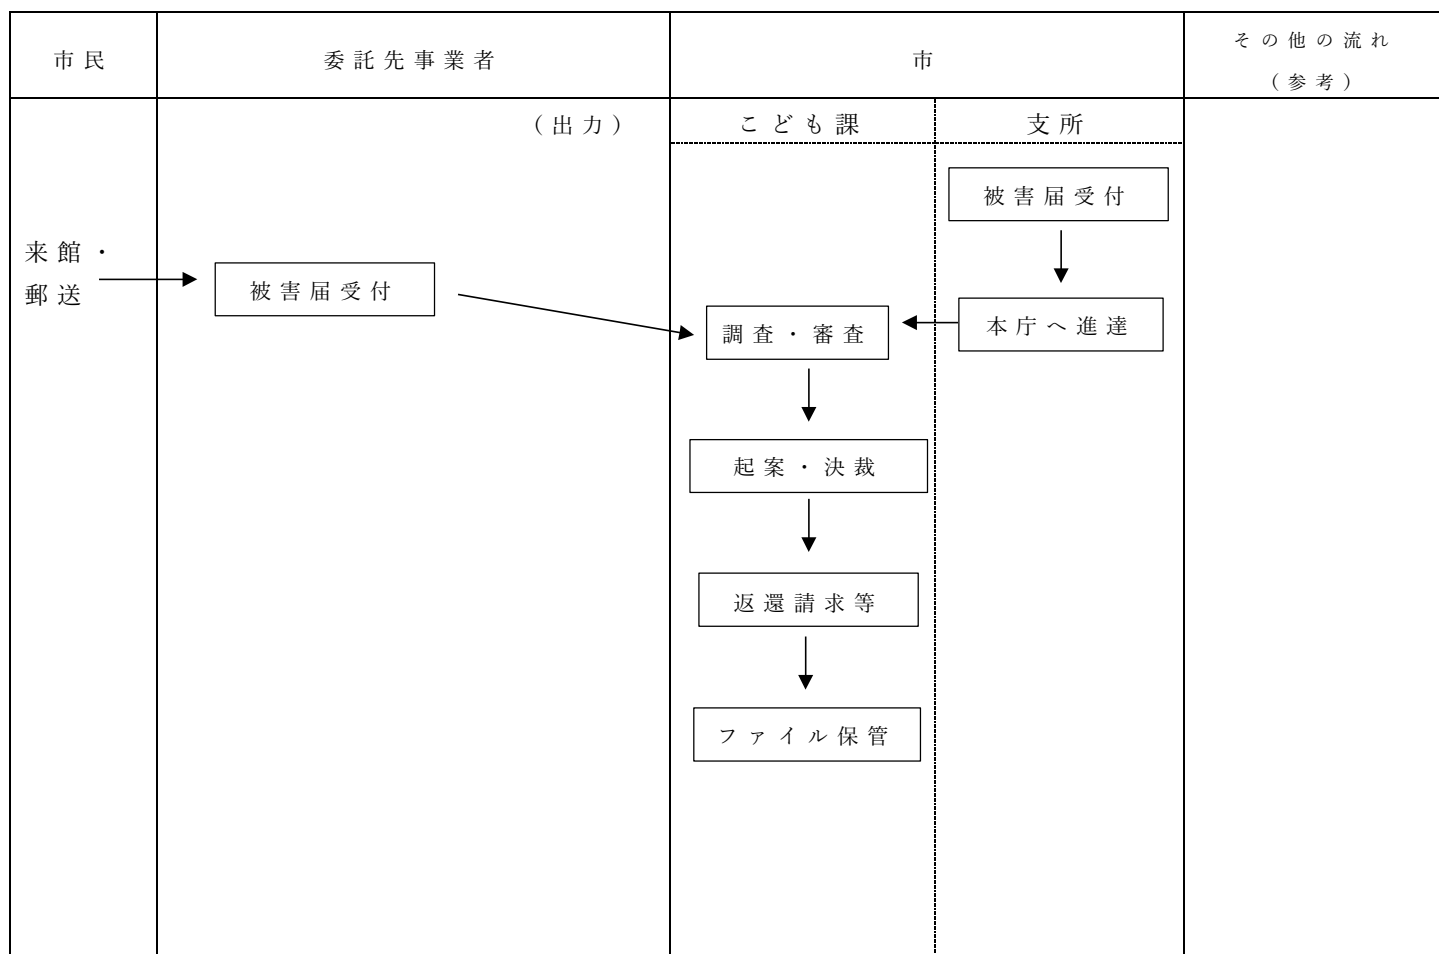 市民
委託先事業者
市
その他の流れ
（参考）
（出力）
こども課
支所
被害届受付
来館・
郵送
被害届受付
調査・審査
本庁へ進達
起案・決裁
返還請求等
ファイル保管